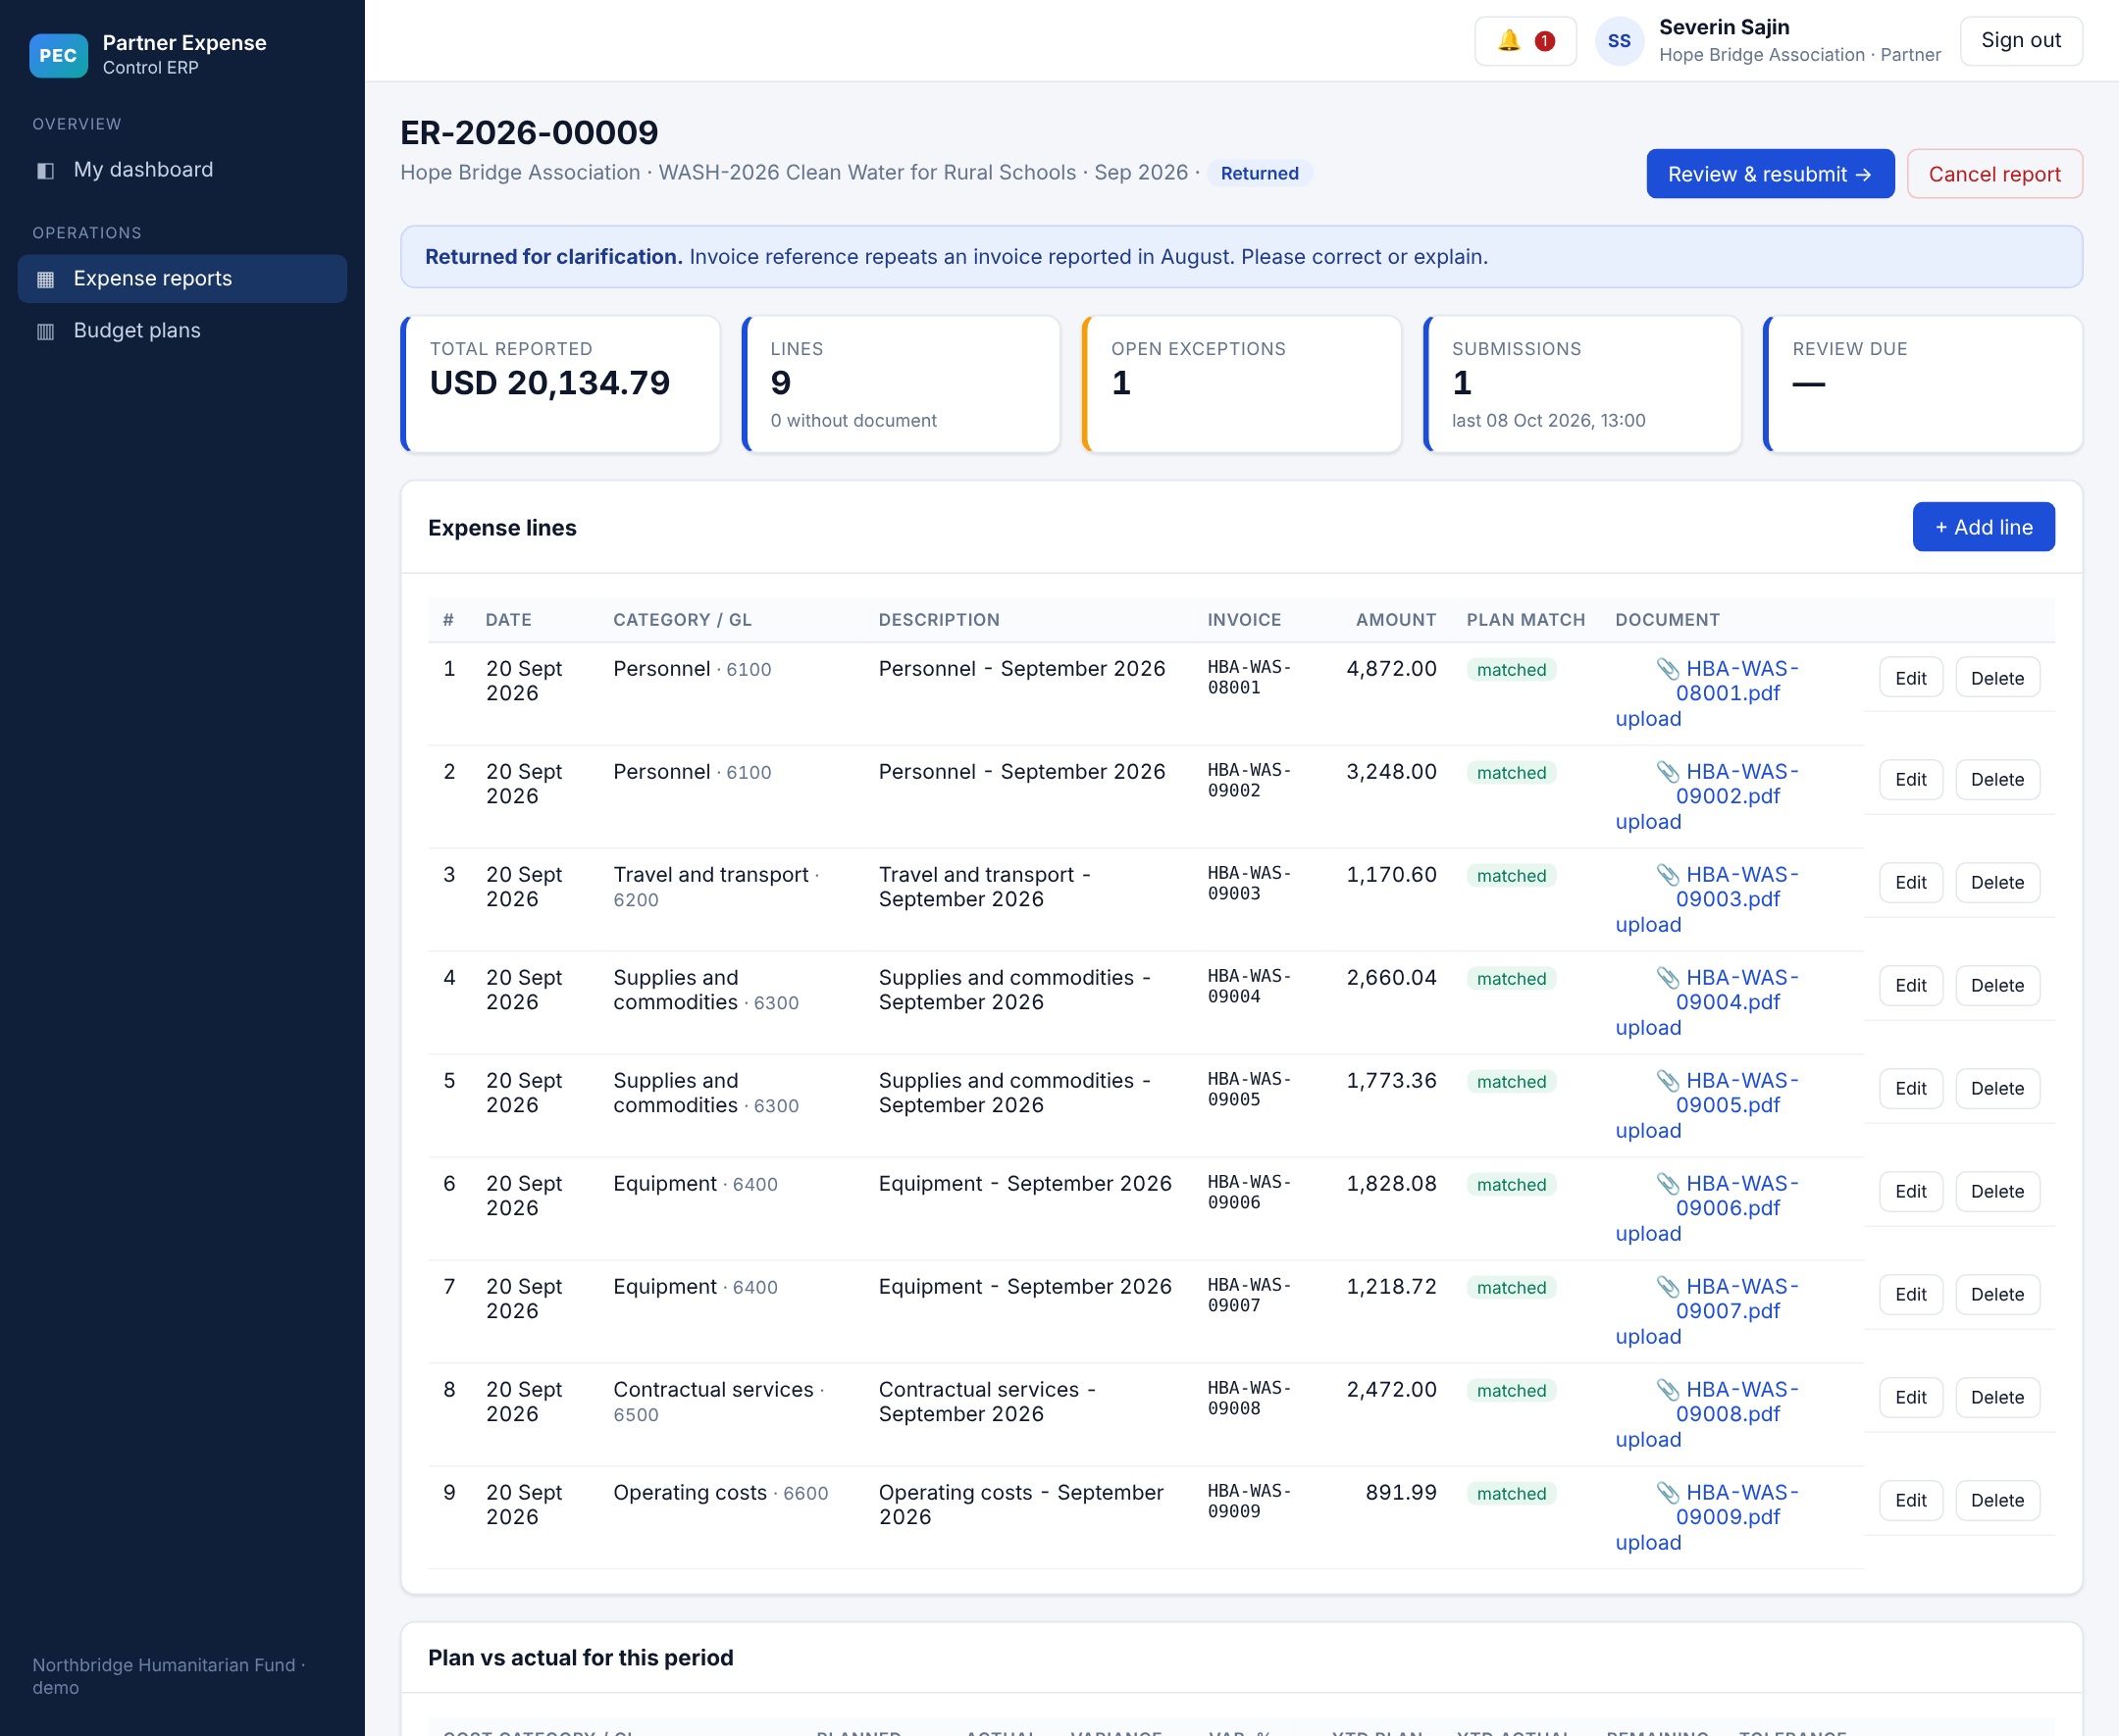 PEC
Partner Expense
Control ERP
OVERVIEW
My dashboard
OPERATIONS
Expense reports
Budget plans
Northbridge Humanitarian Fund ·
demo
1
SS
Severin Sajin
Hope Bridge Association · Partner
Sign out
ER-2026-00009
Hope Bridge Association · WASH-2026 Clean Water for Rural Schools · Sep 2026 · Returned
Review & resubmit →
Cancel report
Returned for clarification. Invoice reference repeats an invoice reported in August. Please correct or explain.
TOTAL REPORTED
USD 20,134.79
LINES
9
0 without document
OPEN EXCEPTIONS
1
SUBMISSIONS
1
last 08 Oct 2026, 13:00
REVIEW DUE
—
Expense lines
+ Add line
# DATE CATEGORY / GL DESCRIPTION INVOICE AMOUNT PLAN MATCH DOCUMENT
1 20 Sept Personnel · 6100 Personnel - September 2026 HBA-WAS- 4,872.00 matched HBA-WAS- Edit Delete
2026 08001 08001.pdf
upload
2 20 Sept Personnel · 6100 Personnel - September 2026 HBA-WAS- 3,248.00 matched HBA-WAS- Edit Delete
2026 09002 09002.pdf
upload
3 20 Sept Travel and transport · Travel and transport - HBA-WAS- 1,170.60 matched HBA-WAS- Edit Delete
2026 6200 September 2026 09003 09003.pdf
upload
4 20 Sept Supplies and Supplies and commodities - HBA-WAS- 2,660.04 matched HBA-WAS- Edit Delete
2026 commodities · 6300 September 2026 09004 09004.pdf
upload
5 20 Sept Supplies and Supplies and commodities - HBA-WAS- 1,773.36 matched HBA-WAS- Edit Delete
2026 commodities · 6300 September 2026 09005 09005.pdf
upload
6 20 Sept Equipment · 6400 Equipment - September 2026 HBA-WAS- 1,828.08 matched HBA-WAS- Edit Delete
2026 09006 09006.pdf
upload
7 20 Sept Equipment · 6400 Equipment - September 2026 HBA-WAS- 1,218.72 matched HBA-WAS- Edit Delete
2026 09007 09007.pdf
upload
8 20 Sept Contractual services · Contractual services - HBA-WAS- 2,472.00 matched HBA-WAS- Edit Delete
2026 6500 September 2026 09008 09008.pdf
upload
9 20 Sept Operating costs · 6600 Operating costs - September HBA-WAS- 891.99 matched HBA-WAS- Edit Delete
2026 2026 09009 09009.pdf
upload
Plan vs actual for this period
COST CATEGORY / GL PLANNED ACTUAL VARIANCE VAR. % YTD PLAN YTD ACTUAL REMAINING TOLERANCE